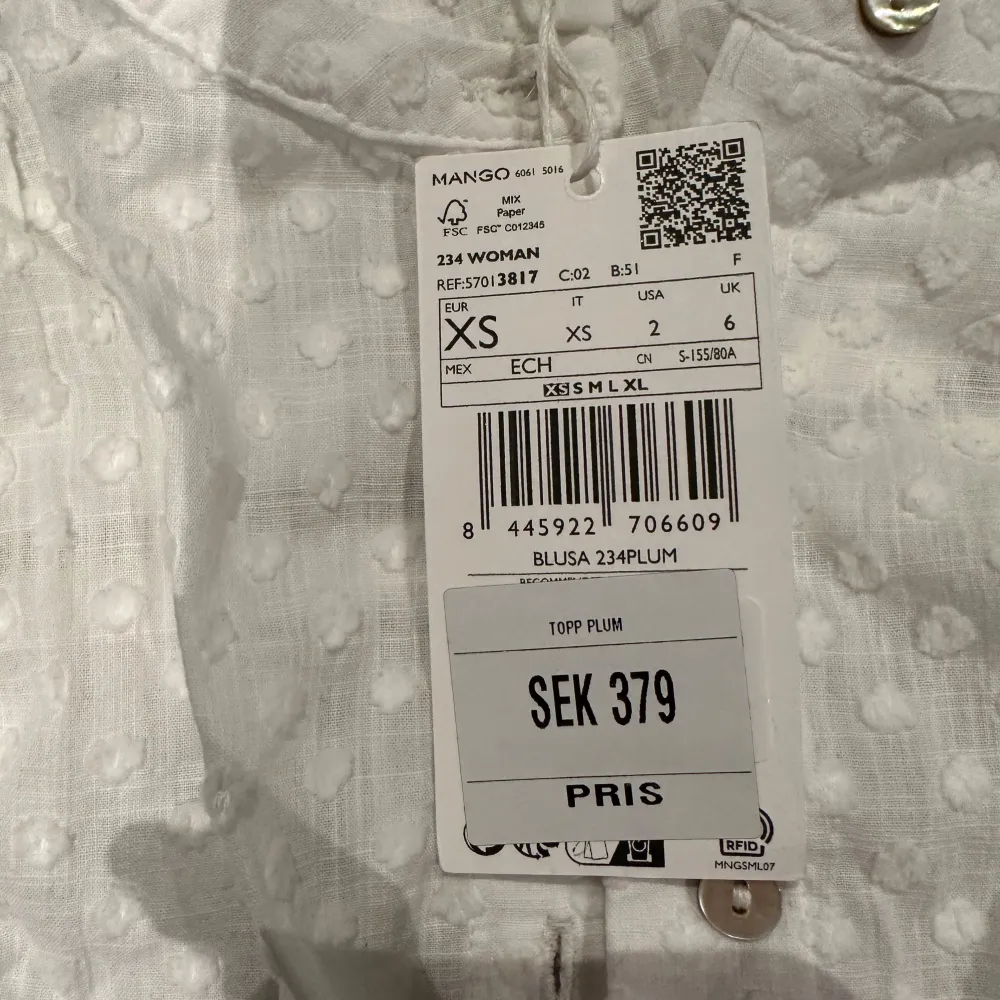 MANGO 6061 5016
MIX
Paper
FSC
FSC™ C012345
234 WOMAN
REF:57013817 C:02 B:51 F
EUR IT USA UK
XS XS 2 6
MEX ECH CN S-155/80A
XS S M L XL
8 445922 706609
BLUSA 234PLUM
TOPP PLUM
SEK 379
PRIS
RFID
MNGSML07